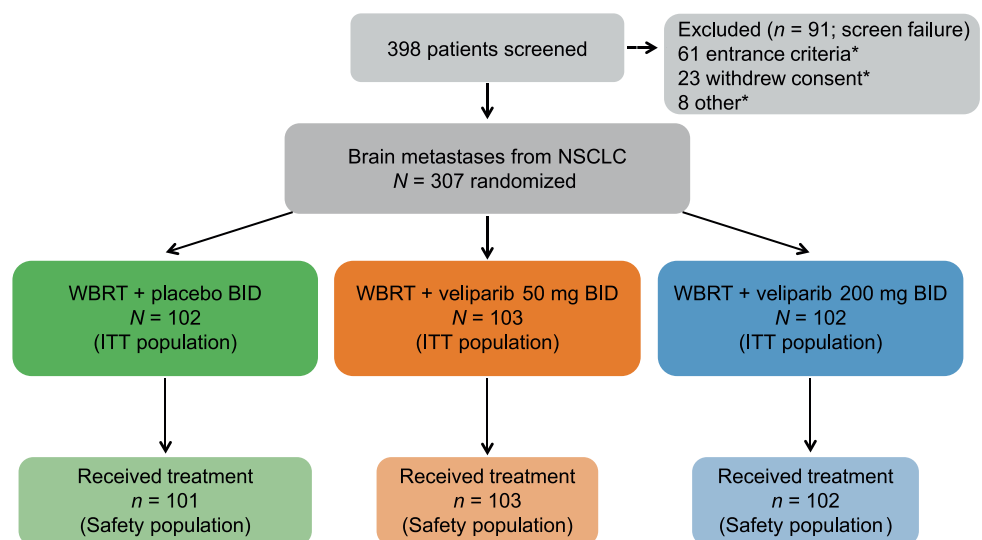 398 patients screened
Excluded (n = 91; screen failure)
61 entrance criteria*
23 withdrew consent*
8 other*
Brain metastases from NSCLC
N = 307 randomized
WBRT + placebo BID
N = 102
(ITT population)
WBRT + veliparib 50 mg BID
N = 103
(ITT population)
WBRT + veliparib 200 mg BID
N = 102
(ITT population)
Received treatment
n = 101
(Safety population)
Received treatment
n = 103
(Safety population)
Received treatment
n = 102
(Safety population)